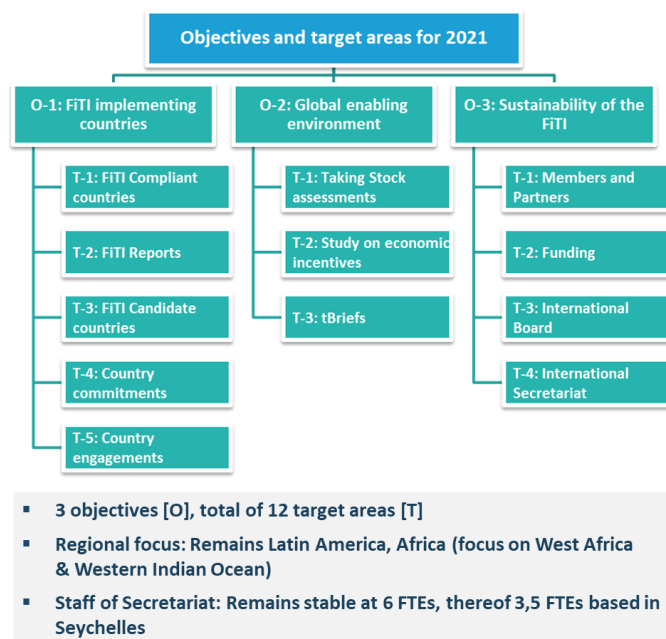 Objectives and target areas for 2021
O-1: FiTI implementing
countries
T-1: FiTI Compliant
countries
T-2: FiTI Reports
T-3: FiTI Candidate
countries
T-4: Country
commitments
T-5: Country
engagements
O-2: Global enabling
environment
T-1: Taking Stock
assessments
T-2: Study on economic
incentives
T-3: tBriefs
O-3: Sustainability of the
FiTI
T-1: Members and
Partners
T-2: Funding
T-3: International
Board
T-4: International
Secretariat
▪ 3 objectives [O], total of 12 target areas [T]
▪ Regional focus: Remains Latin America, Africa (focus on West Africa
& Western Indian Ocean)
▪ Staff of Secretariat: Remains stable at 6 FTEs, thereof 3,5 FTEs based in
Seychelles